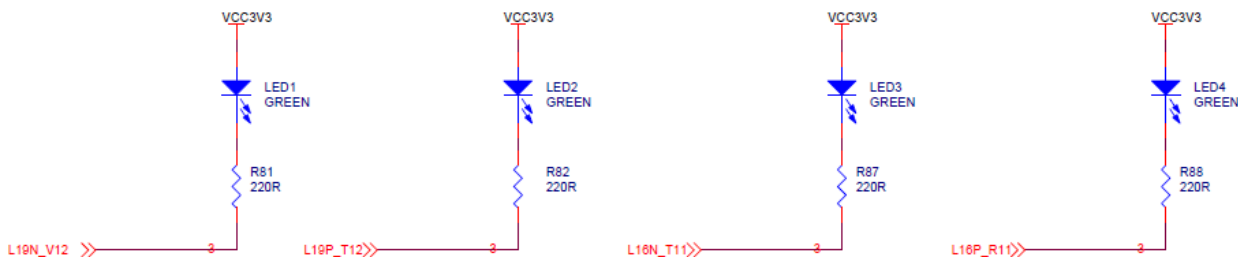 VCC3V3
VCC3V3
VCC3V3
VCC3V3
LED1
GREEN
LED2
GREEN
LED3
GREEN
LED4
GREEN
R81
220R
R82
220R
R87
220R
R88
220R
L19N_V12
3
L19P_T12
3
L16N_T11
3
L16P_R11
3